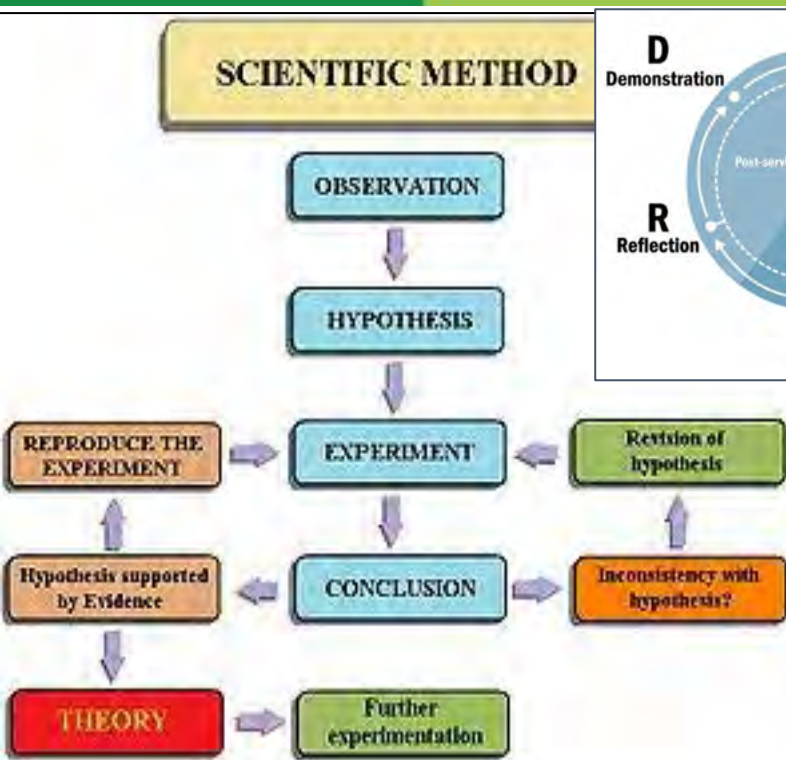 SCIENTIFIC METHOD
D
Demonstration
R
Reflection
OBSERVATION
HYPOTHESIS
REPRODUCE THE
EXPERIMENT
EXPERIMENT
Revision of
hypothesis
Hypothesis supported
by Evidence
CONCLUSION
Inconsistency with
hypothesis?
THEORY
Further
experimentation